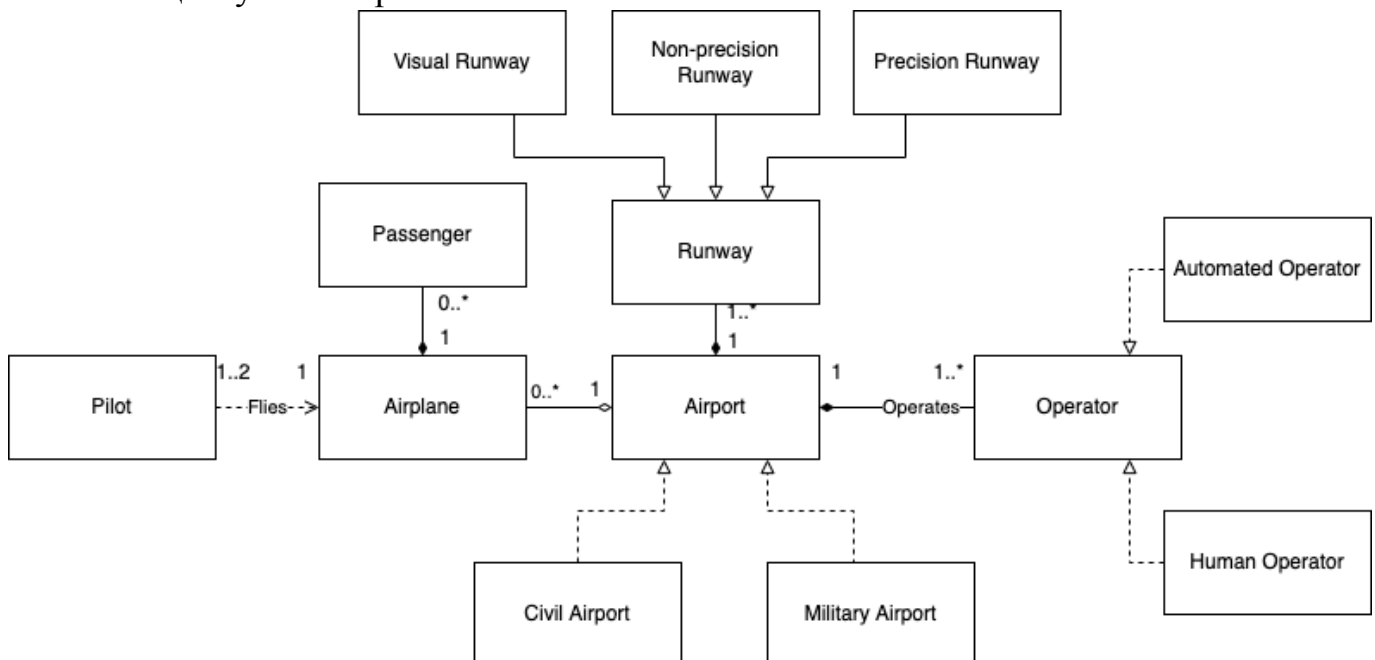 Visual Runway
Non-precision
Runway
Precision Runway
Passenger
Runway
Automated Operator
0..*
1
1..*
1
1..2
1
Pilot
Flies
Airplane
0..*
1
Airport
1
1..*
Operates
Operator
Civil Airport
Military Airport
Human Operator